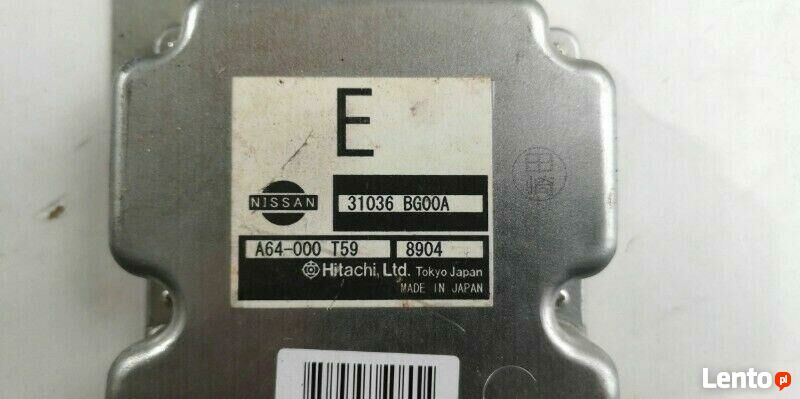 E
NISSAN
31036 BG00A
A64-000 T59
8904
Hitachi, Ltd. Tokyo Japan
MADE IN JAPAN
Lento.pl